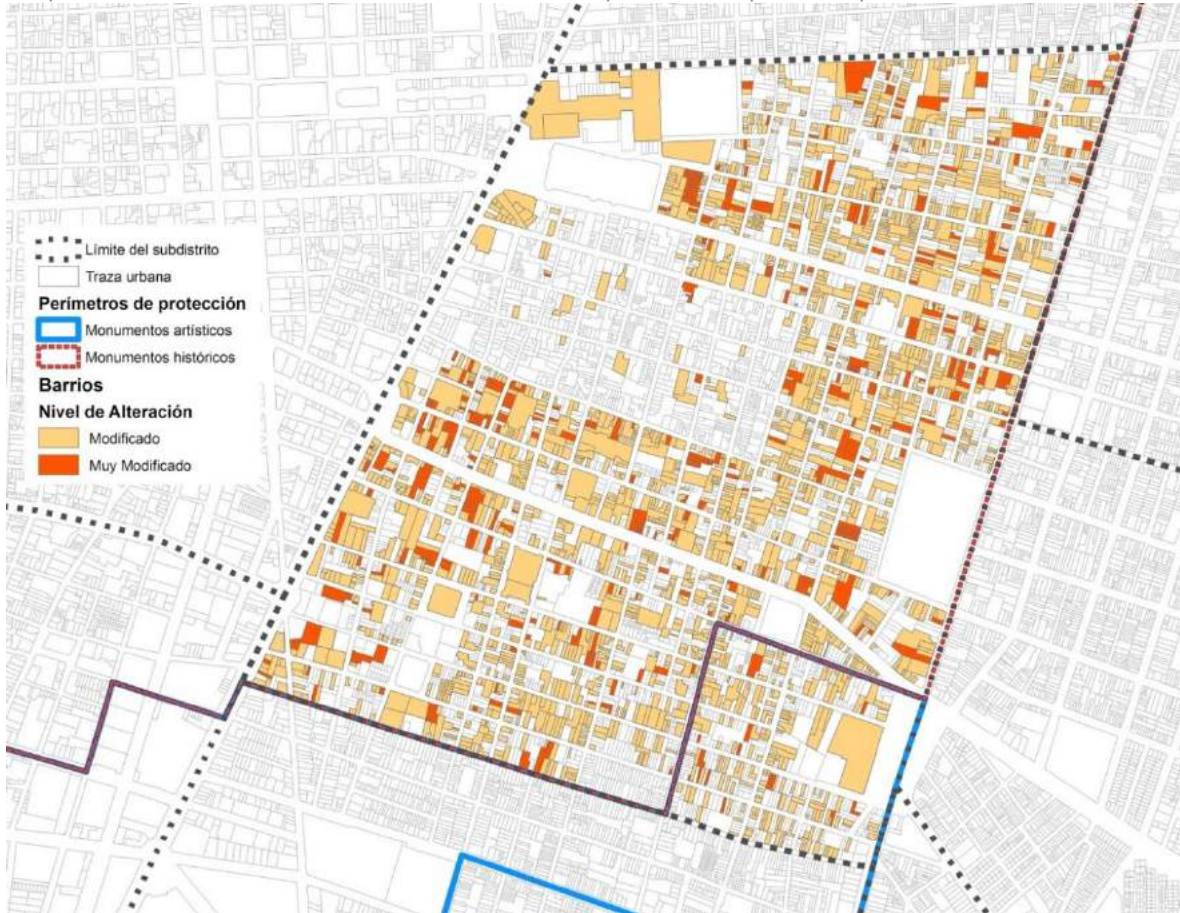 Límite del subdistrito
Traza urbana
Perímetros de protección
Monumentos artísticos
Monumentos históricos
Barrios
Nivel de Alteración
Modificado
Muy Modificado